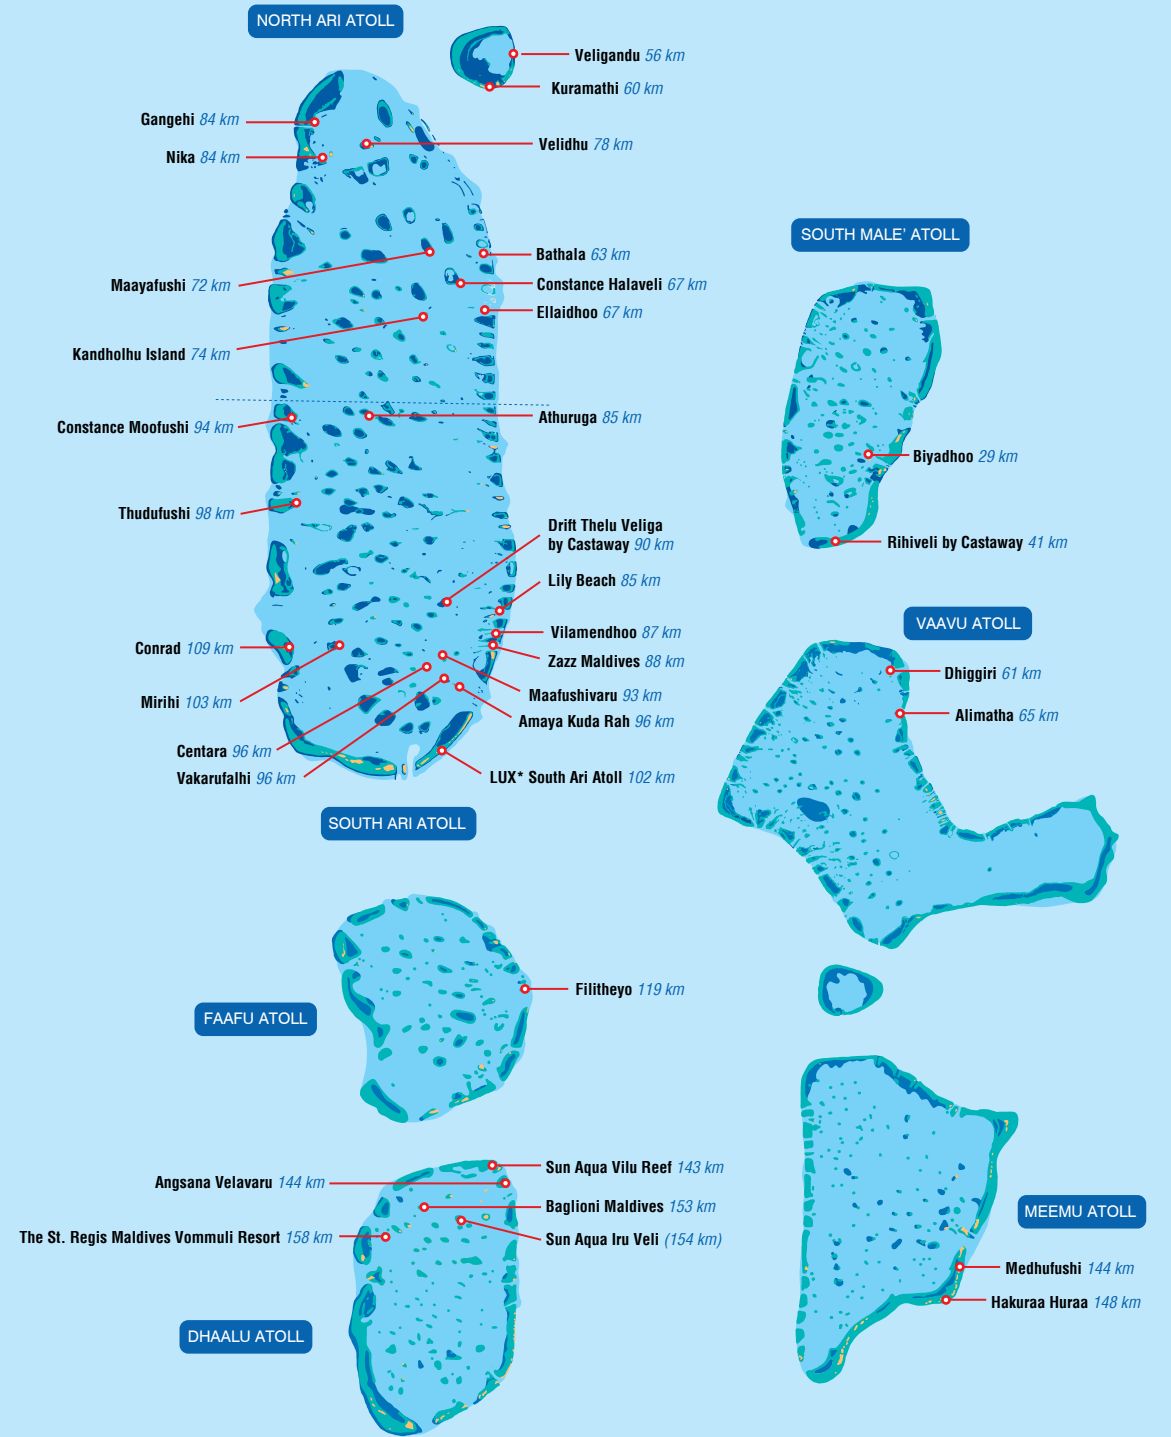 NORTH ARI ATOLL
Veligandu 56 km
Kuramathi 60 km
Gangehi 84 km
Nika 84 km
Velidhu 78 km
SOUTH MALE' ATOLL
Bathala 63 km
Maayafushi 72 km
Constance Halaveli 67 km
Ellaidhoo 67 km
Kandholhu Island 74 km
Athuruga 85 km
Constance Moofushi 94 km
Biyadhoo 29 km
Thudufushi 98 km
Drift Thelu Veliga
by Castaway 90 km
Rihiveli by Castaway 41 km
Lily Beach 85 km
VAAVU ATOLL
Vilamendhoo 87 km
Conrad 109 km
Zazz Maldives 88 km
Dhiggiri 61 km
Maafushivaru 93 km
Mirihi 103 km
Alimatha 65 km
Amaya Kuda Rah 96 km
Centara 96 km
Vakarufalhi 96 km
LUX* South Ari Atoll 102 km
SOUTH ARI ATOLL
Filitheyo 119 km
FAAFU ATOLL
Sun Aqua Vilu Reef 143 km
Angsana Velavaru 144 km
Baglioni Maldives 153 km
MEEMU ATOLL
The St. Regis Maldives Vommuli Resort 158 km
Sun Aqua Iru Veli (154 km)
Medhufushi 144 km
Hakuraa Huraa 148 km
DHAALU ATOLL